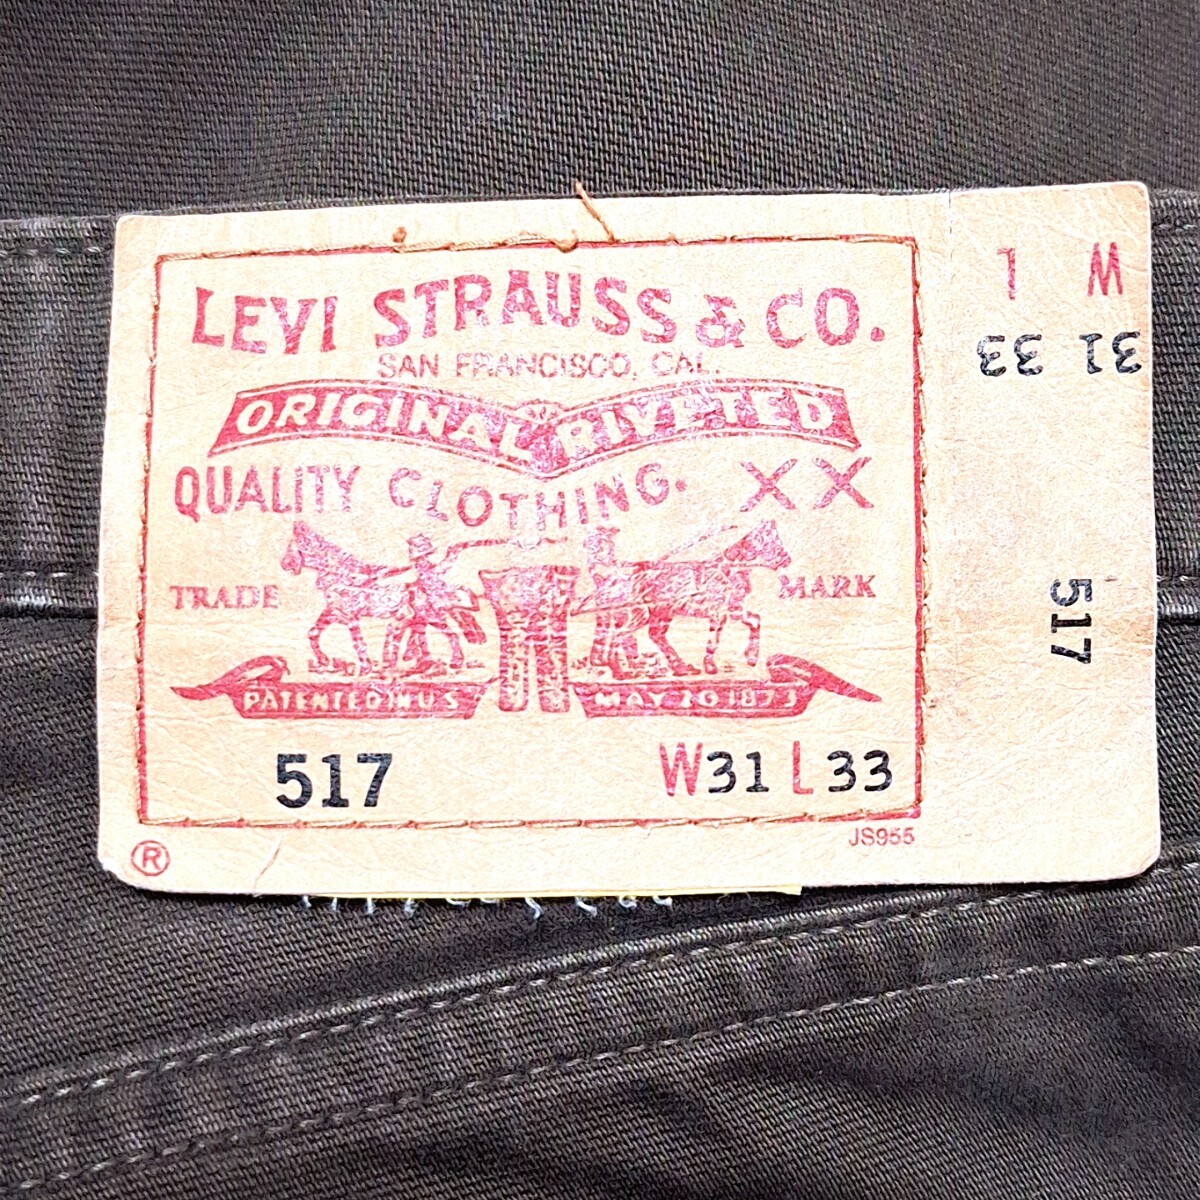 LEVI STRAUSS & CO.
SAN FRANCISCO, CAL.
ORIGINAL RIVETED
QUALITY CLOTHING. XX
TRADE MARK
PATENTED IN U S MAY 20 1873
517 W31 L33
JS955
®
W L
31 33
517